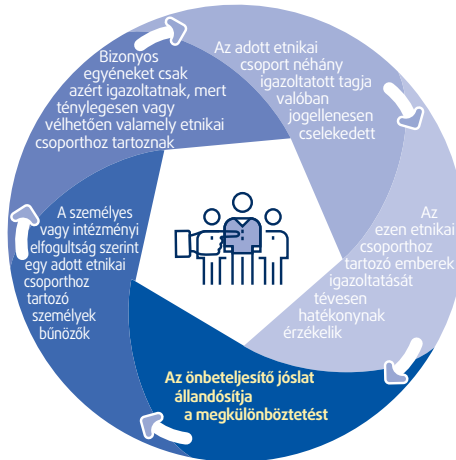 Bizonyos
egyéneket csak
azért igazoltatnak, mert
ténylegesen vagy
vélhetően valamely etnikai
csoporthoz tartoznak
Az adott etnikai
csoport néhány
igazoltatott tagja
valóban
jogellenesen
cselekedett
Az
ezen etnikai
csoporthoz
tartozó emberek
igazoltatását
tévesen
hatékonynak
érzékelik
Az önbeteljesítő jóslat
állandósítja
a megkülönböztetést
A személyes
vagy intézményi
elfogultság szerint
egy adott etnikai
csoporthoz
tartozó
személyek
bűnözők